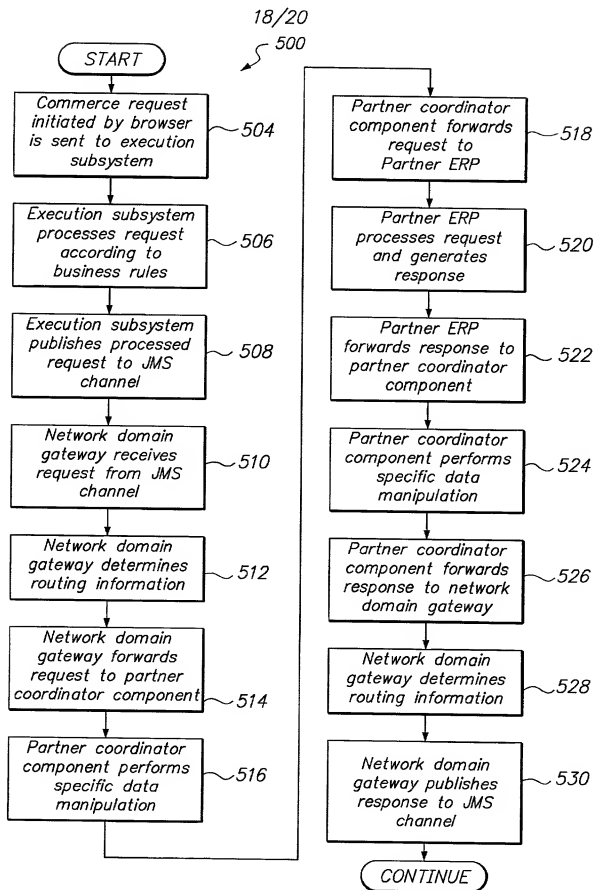 18/20
500
START
Commerce request
initiated by browser
is sent to execution
subsystem
504
Execution subsystem
processes request
according to
business rules
506
Execution subsystem
publishes processed
request to JMS
channel
508
Network domain
gateway receives
request from JMS
channel
510
Network domain
gateway determines
routing information
512
Network domain
gateway forwards
request to partner
coordinator component
514
Partner coordinator
component performs
specific data
manipulation
516
Partner coordinator
component forwards
request to
Partner ERP
518
Partner ERP
processes request
and generates
response
520
Partner ERP
forwards response to
partner coordinator
component
522
Partner coordinator
component performs
specific data
manipulation
524
Partner coordinator
component forwards
response to network
domain gateway
526
Network domain
gateway determines
routing information
528
Network domain
gateway publishes
response to JMS
channel
530
CONTINUE